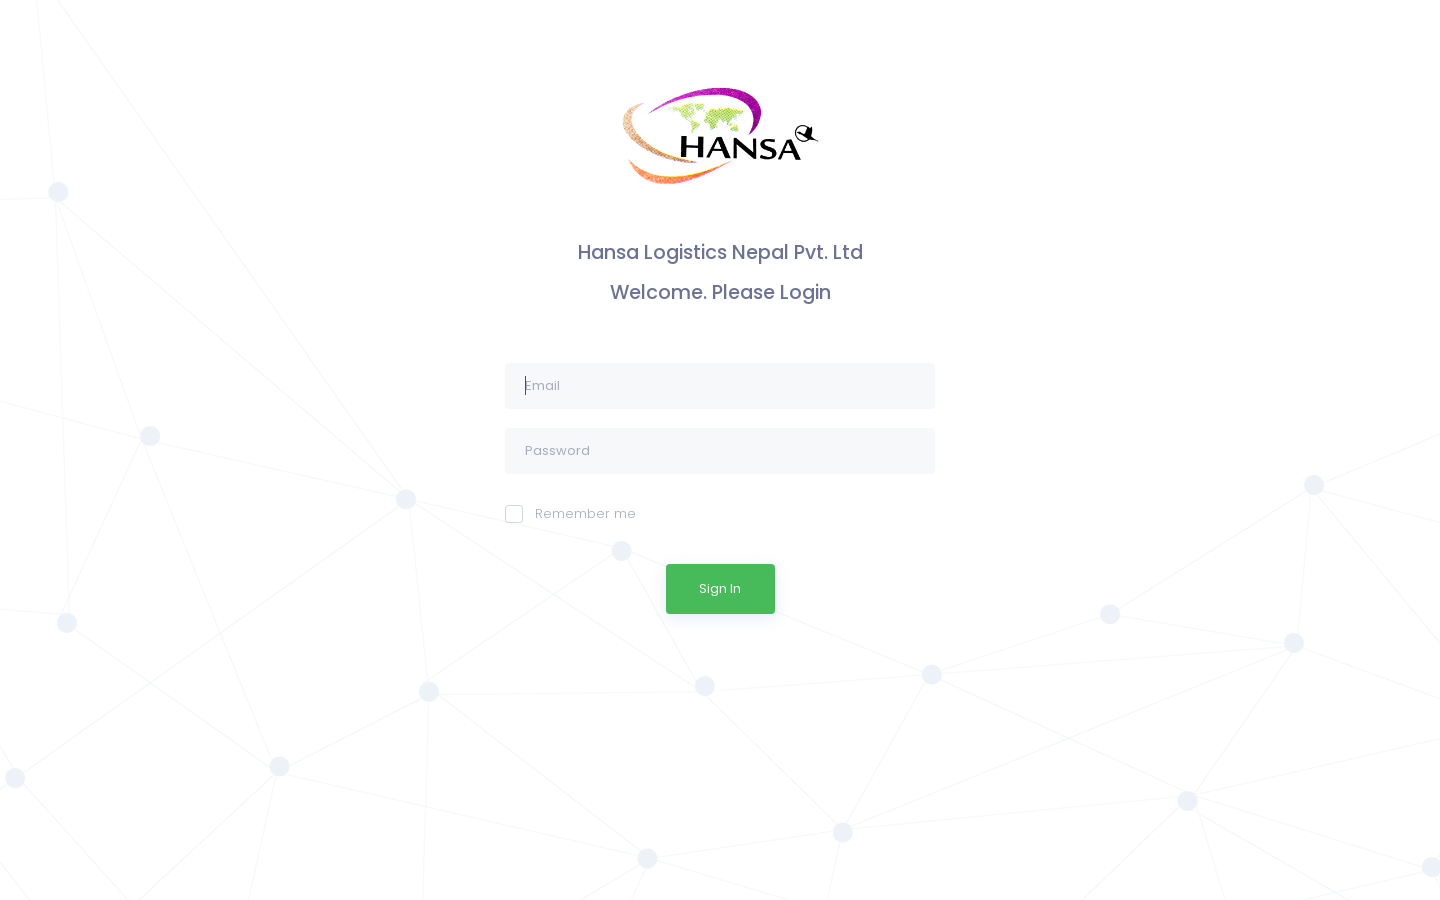 HANSA
Hansa Logistics Nepal Pvt. Ltd
Welcome. Please Login
Email
Password
Remember me
Sign In